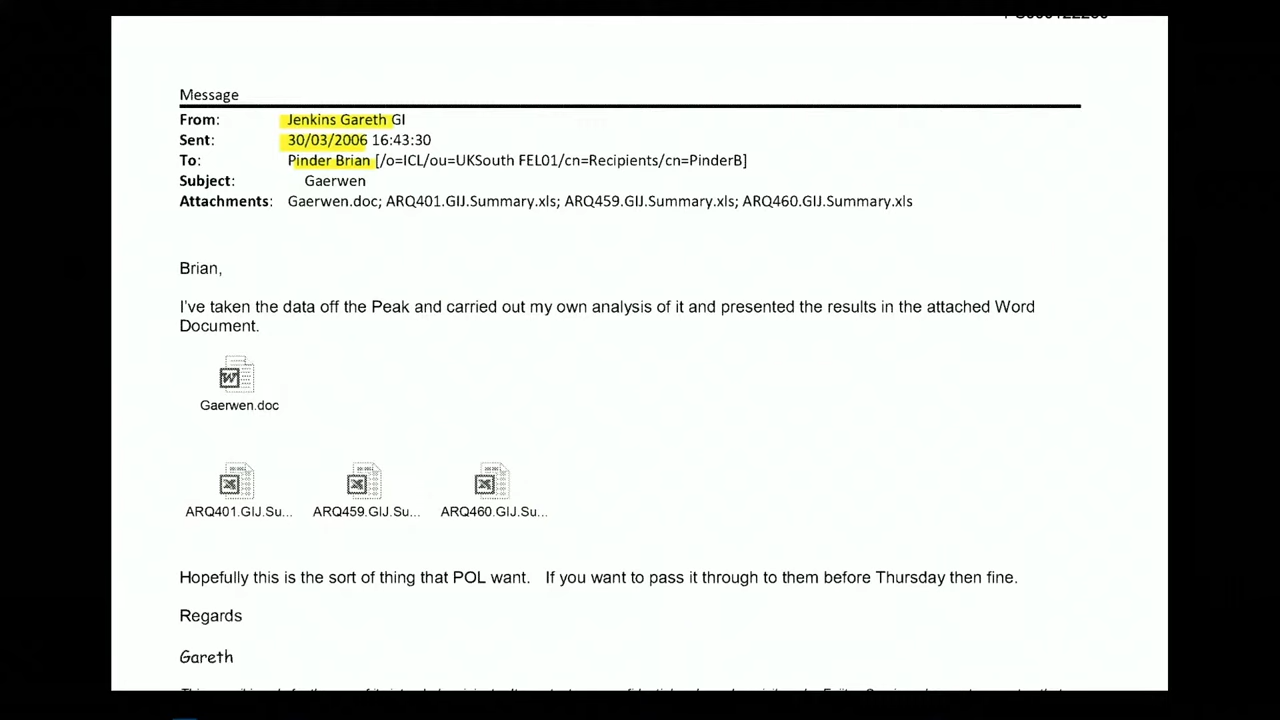 Message
From: Jenkins Gareth GI
Sent: 30/03/2006 16:43:30
To: Pinder Brian [/o=ICL/ou=UKSouth FEL01/cn=Recipients/cn=PinderB]
Subject: Gaerwen
Attachments: Gaerwen.doc; ARQ401.GIJ.Summary.xls; ARQ459.GIJ.Summary.xls; ARQ460.GIJ.Summary.xls
Brian,
I've taken the data off the Peak and carried out my own analysis of it and presented the results in the attached Word
Document.
Gaerwen.doc
ARQ401.GIJ.Su... ARQ459.GIJ.Su... ARQ460.GIJ.Su...
Hopefully this is the sort of thing that POL want. If you want to pass it through to them before Thursday then fine.
Regards
Gareth